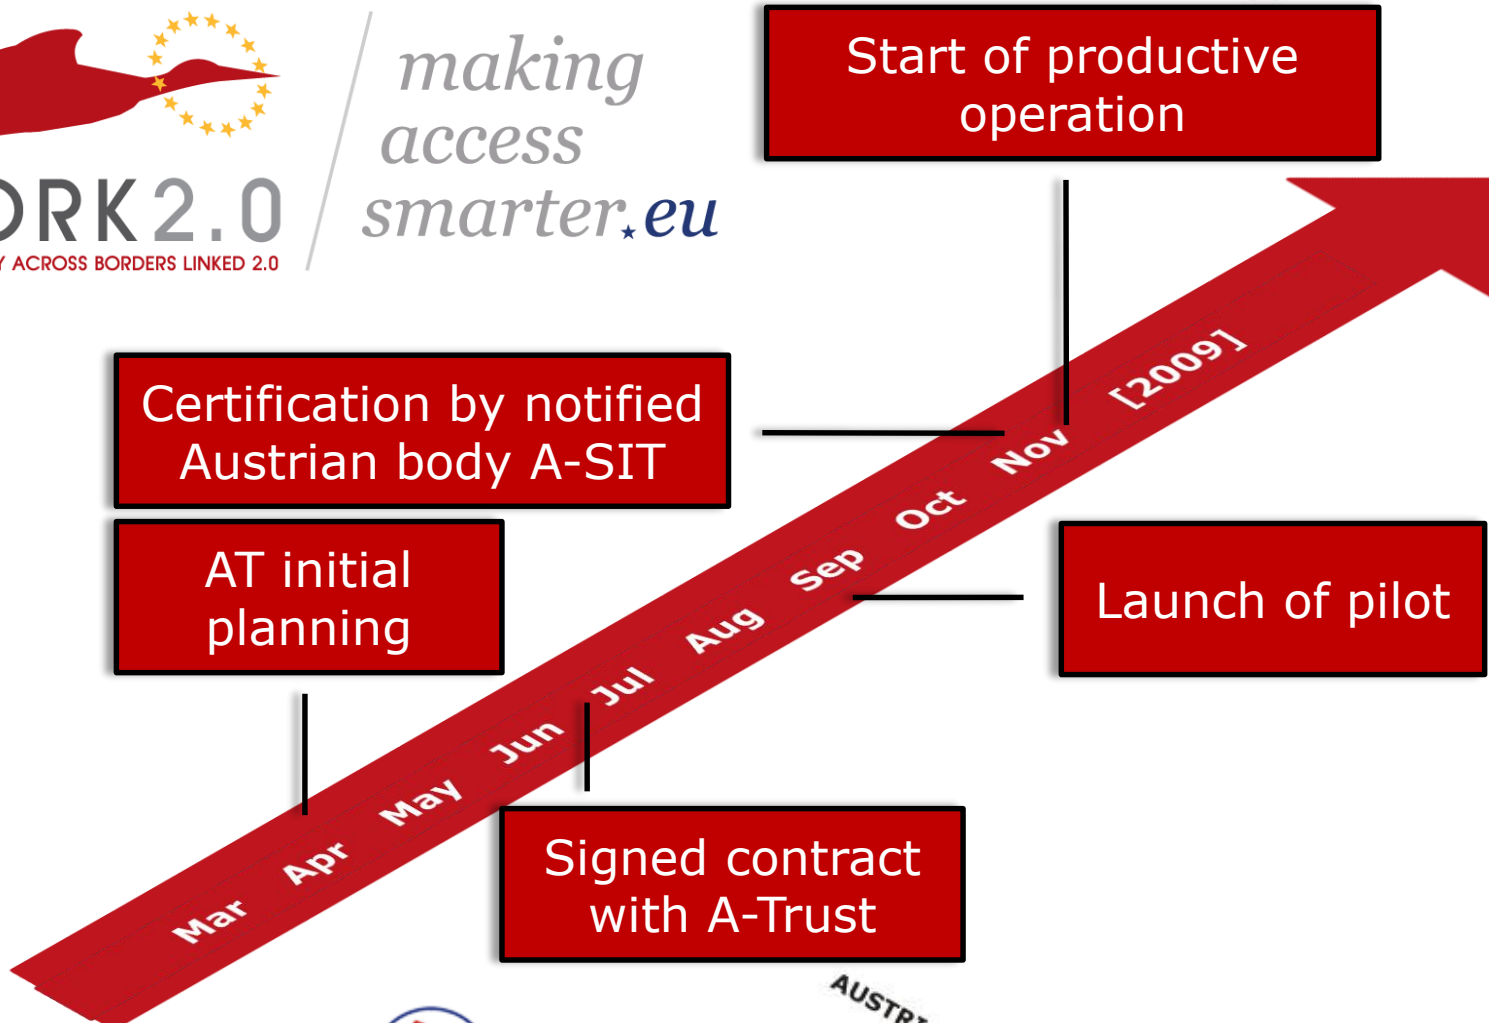 making
access
smarter.eu
ORK2.0
ACROSS BORDERS LINKED 2.0
Start of productive
operation
Certification by notified
Austrian body A-SIT
AT initial
planning
Launch of pilot
Signed contract
with A-Trust
Mar Apr May Jun Jul Aug Sep Oct Nov [2009]